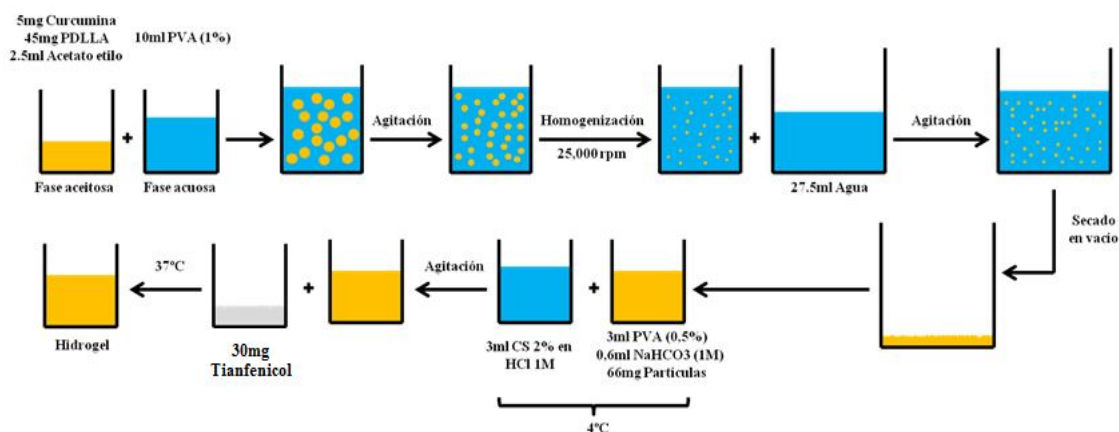 5mg Curcumina
45mg PDLLA
2.5ml Acetato etilo
10ml PVA (1%)
+
Fase aceitosa
Fase acuosa
Agitación
Homogenización
25,000 rpm
+
27.5ml Agua
Agitación
Secado
en vacío
37ºC
Hidrogel
+
30mg
Tianfenicol
Agitación
+
3ml CS 2% en
HCl 1M
3ml PVA (0.5%)
0.6ml NaHCO3 (1M)
66mg Partículas
4ºC